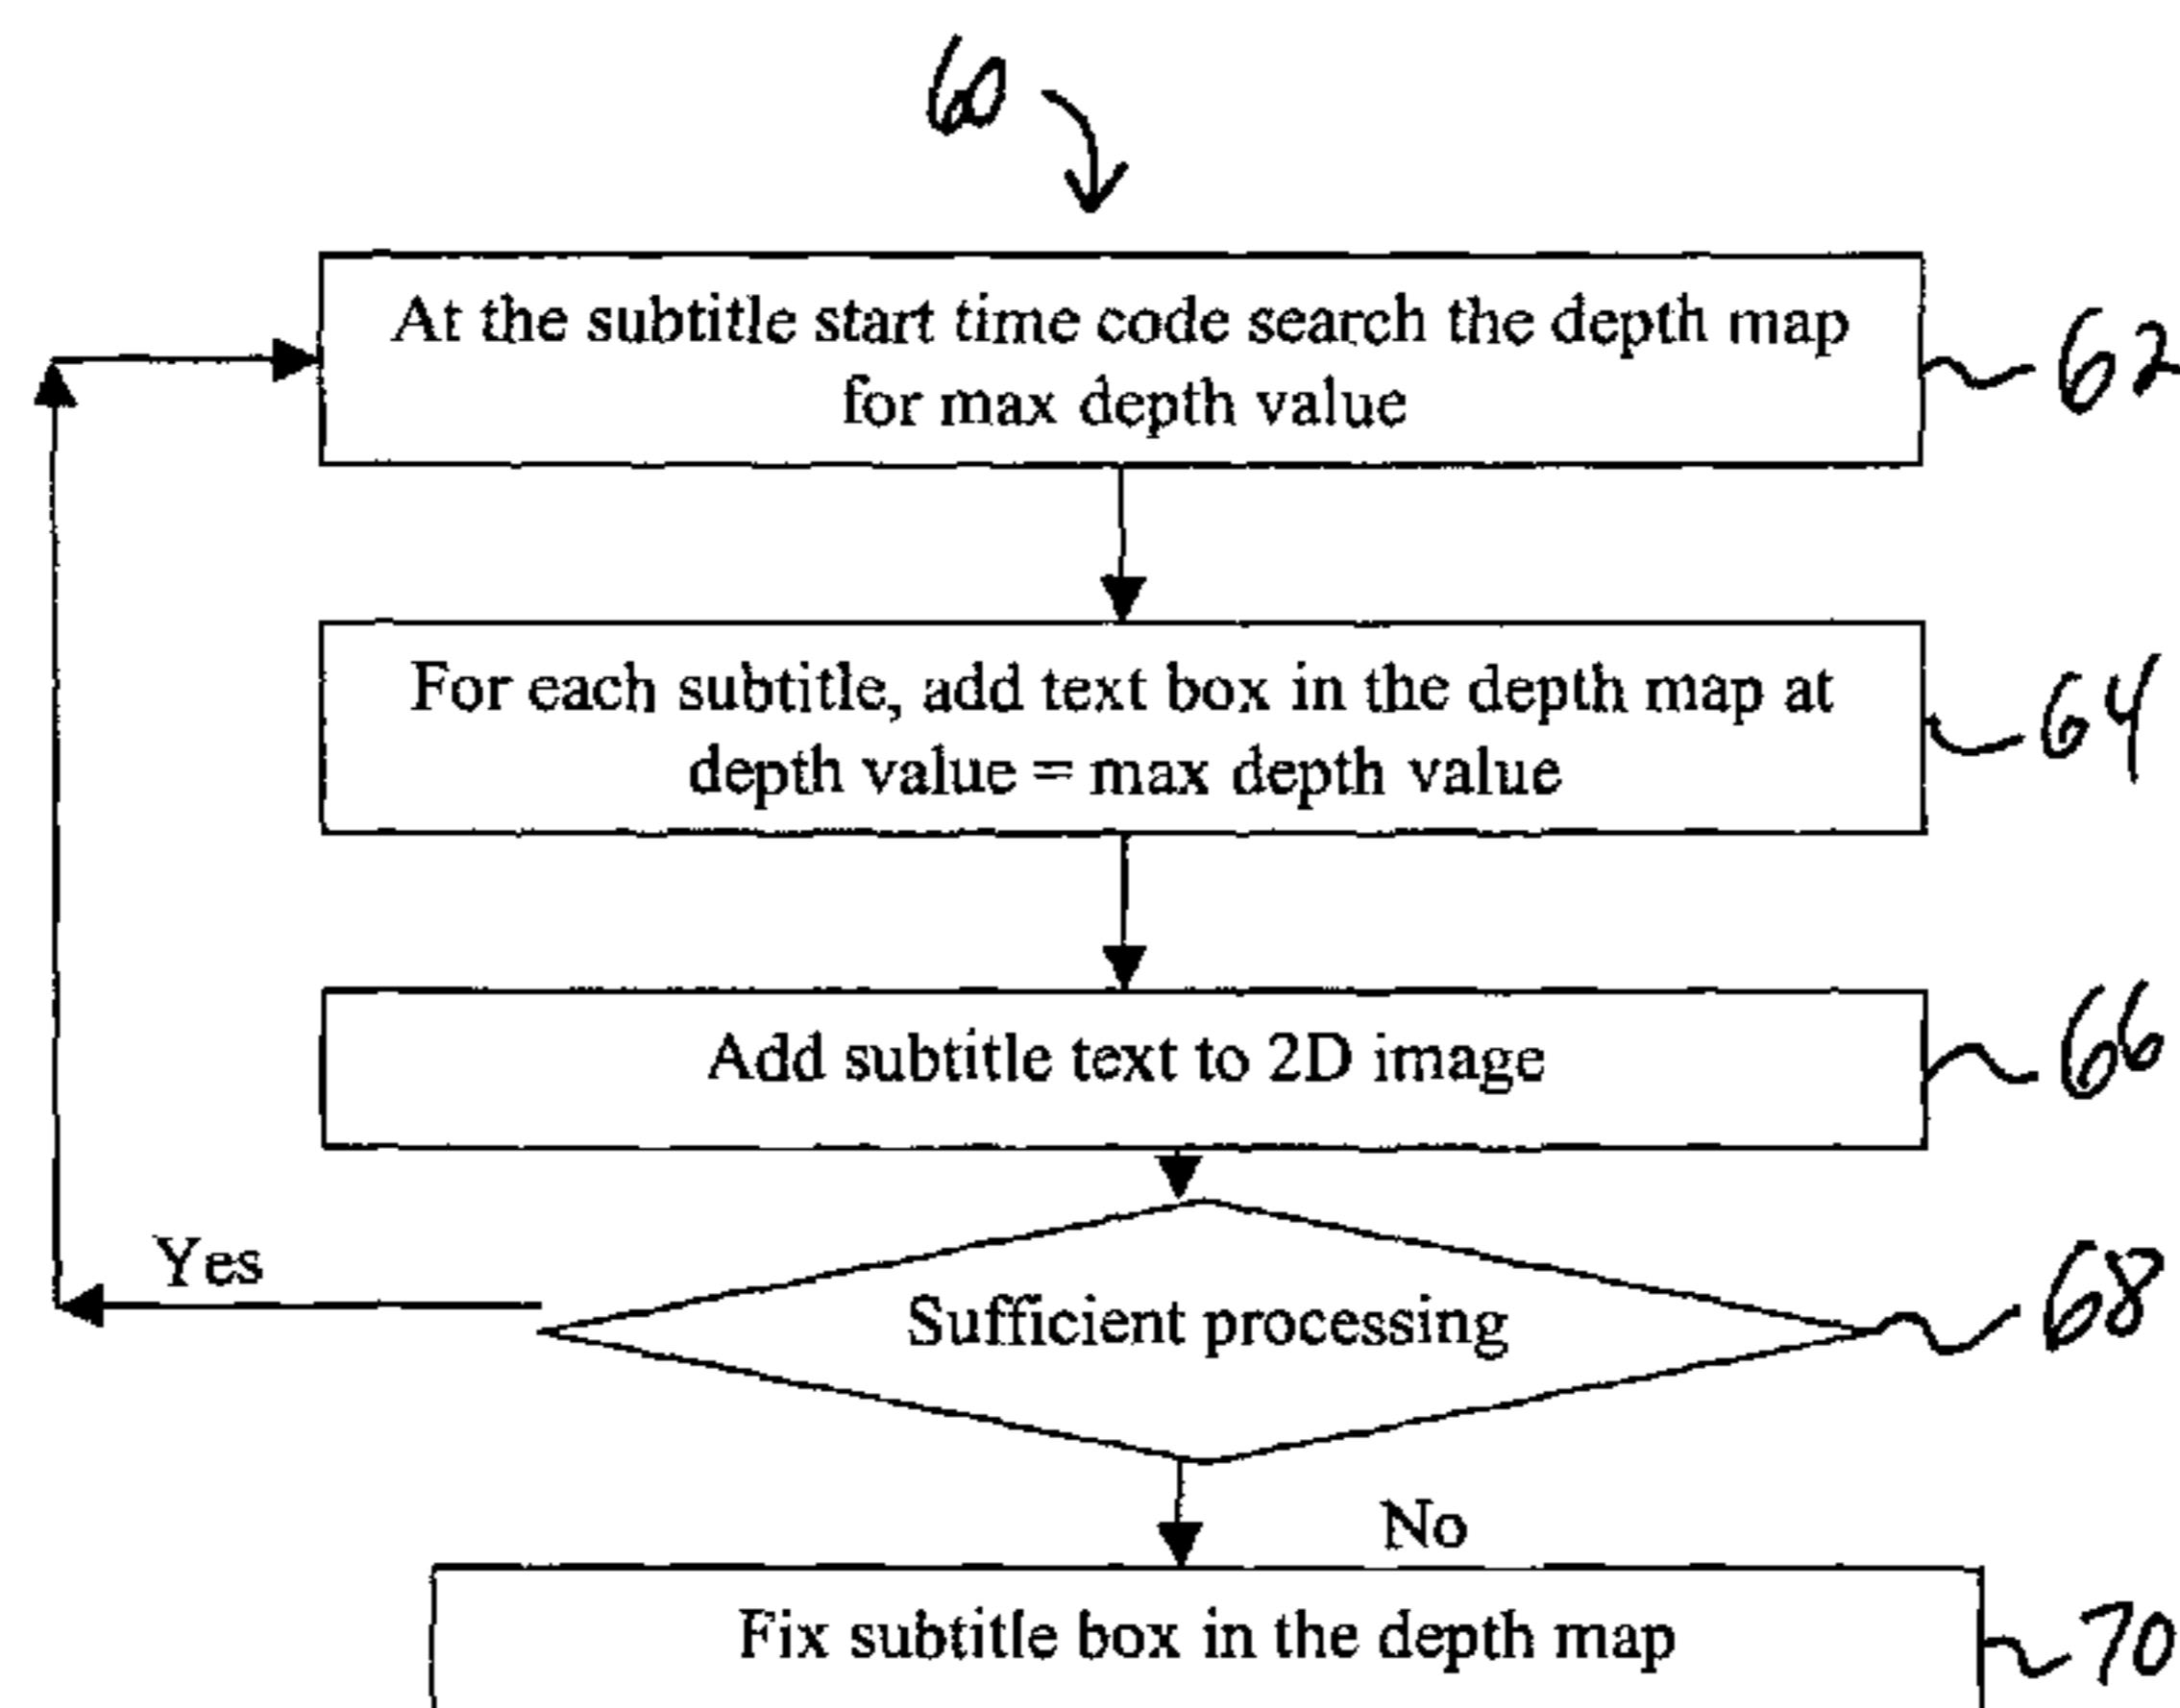 60
At the subtitle start time code search the depth map
for max depth value
62
For each subtitle, add text box in the depth map at
depth value = max depth value
64
Add subtitle text to 2D image
66
Yes
Sufficient processing
68
No
Fix subtitle box in the depth map
70